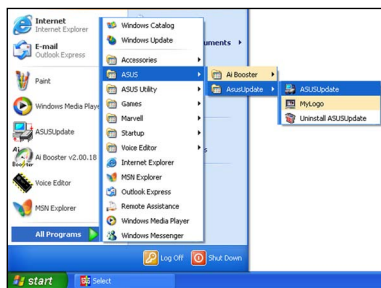 Internet
Internet Explorer
E-mail
Outlook Express
Paint
Windows Media Play
ASUSUpdate
Ai Booster v2.00.18
Voice Editor
MSN Explorer
All Programs
Windows Catalog
Windows Update
Accessories
ASUS
ASUS Utility
Games
Marvell
Startup
Voice Editor
Internet Explorer
MSN Explorer
Outlook Express
Remote Assistance
Windows Media Player
Windows Messenger
uments
s
Ai Booster
AsusUpdate
ASUSUpdate
MyLogo
Uninstall ASUSUpdate
Log Off
Shut Down
start
Select